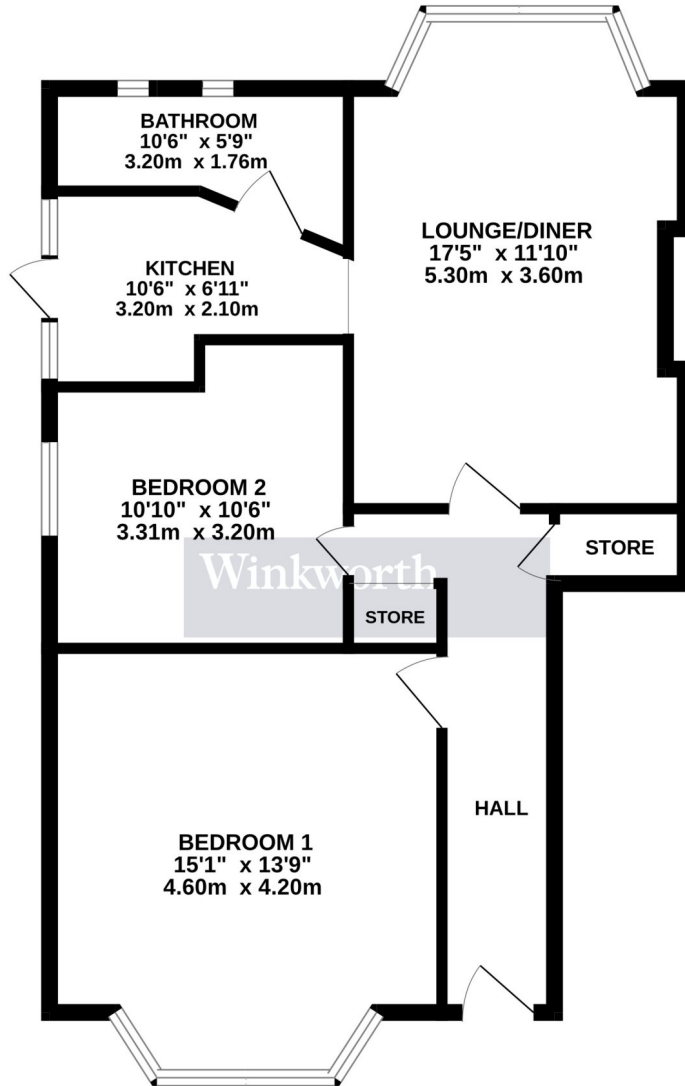 BATHROOM
10'6" x 5'9"
3.20m x 1.76m
LOUNGE/DINER
17'5" x 11'10"
5.30m x 3.60m
KITCHEN
10'6" x 6'11"
3.20m x 2.10m
BEDROOM 2
10'10" x 10'6"
3.31m x 3.20m
STORE
Winkworth
STORE
HALL
BEDROOM 1
15'1" x 13'9"
4.60m x 4.20m